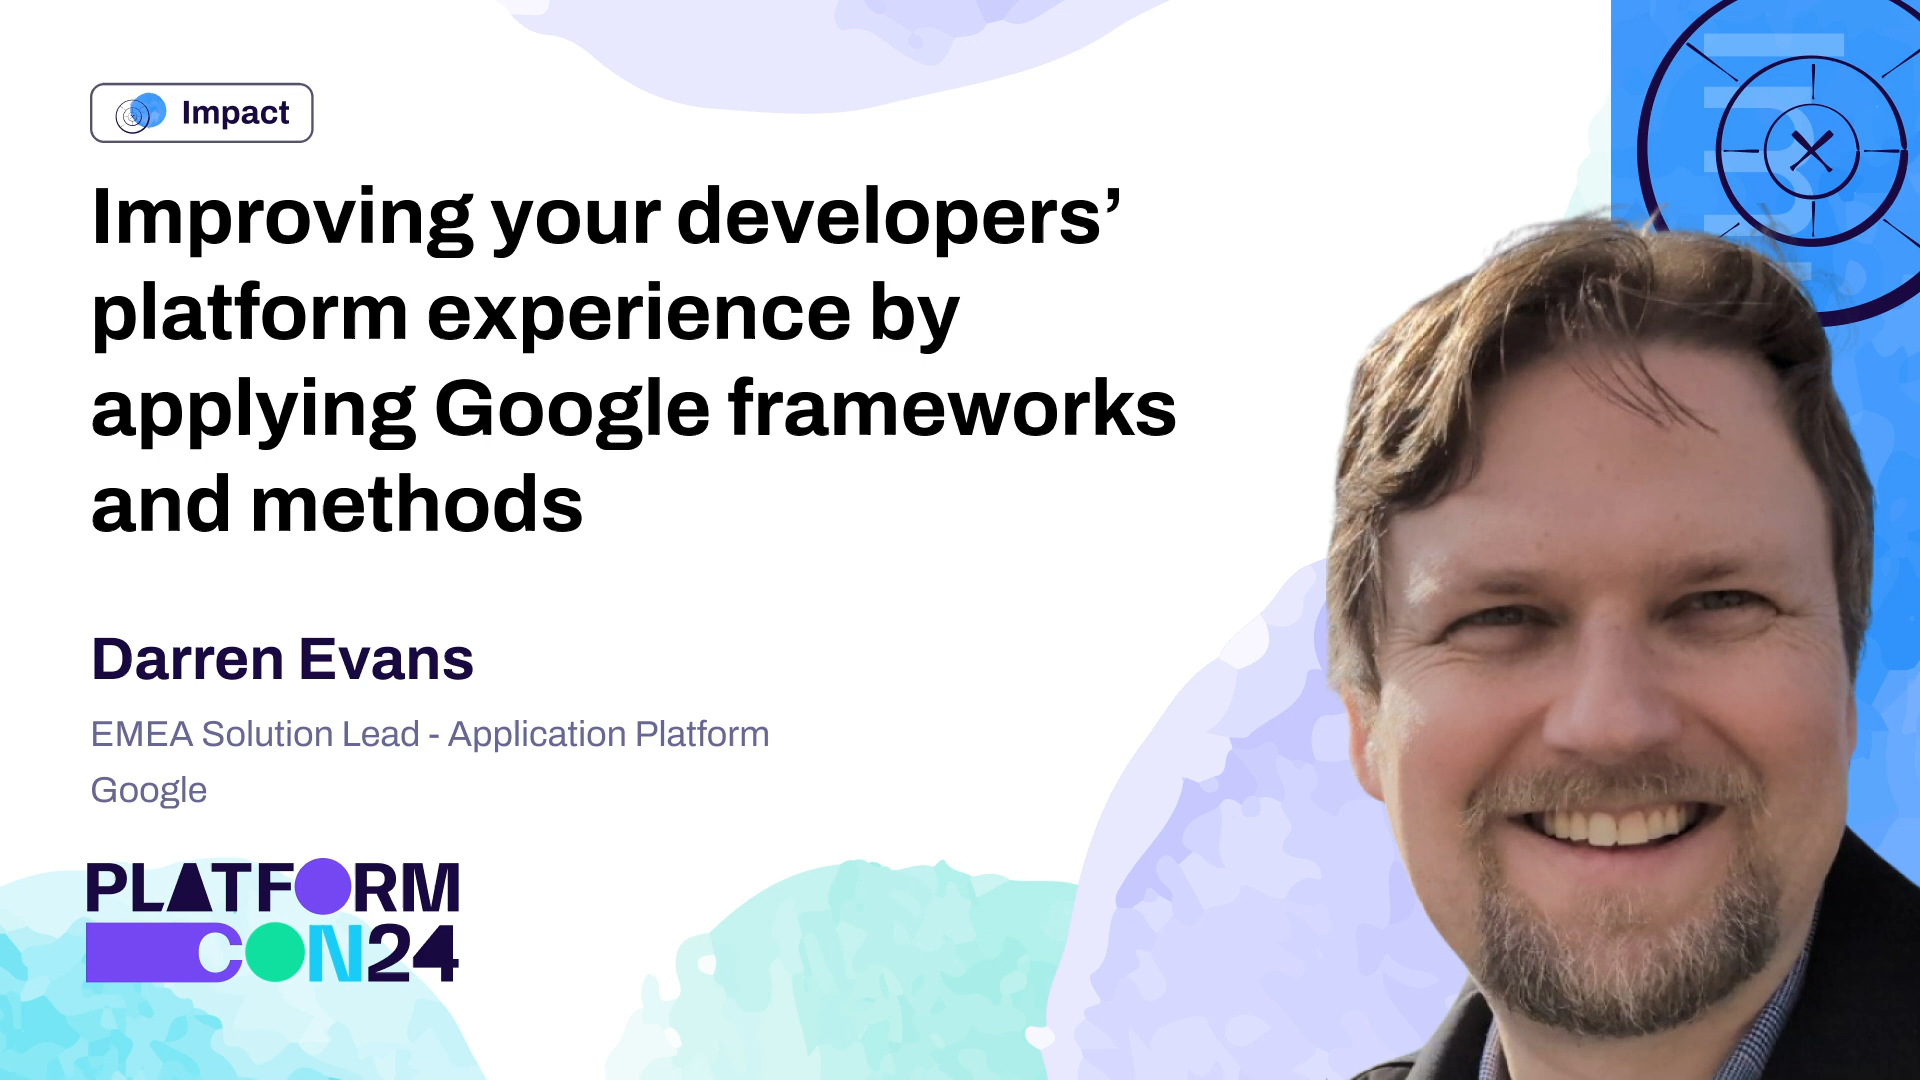 Impact
Improving your developers’
platform experience by
applying Google frameworks
and methods
Darren Evans
EMEA Solution Lead - Application Platform
Google
PLATFORM
CON24